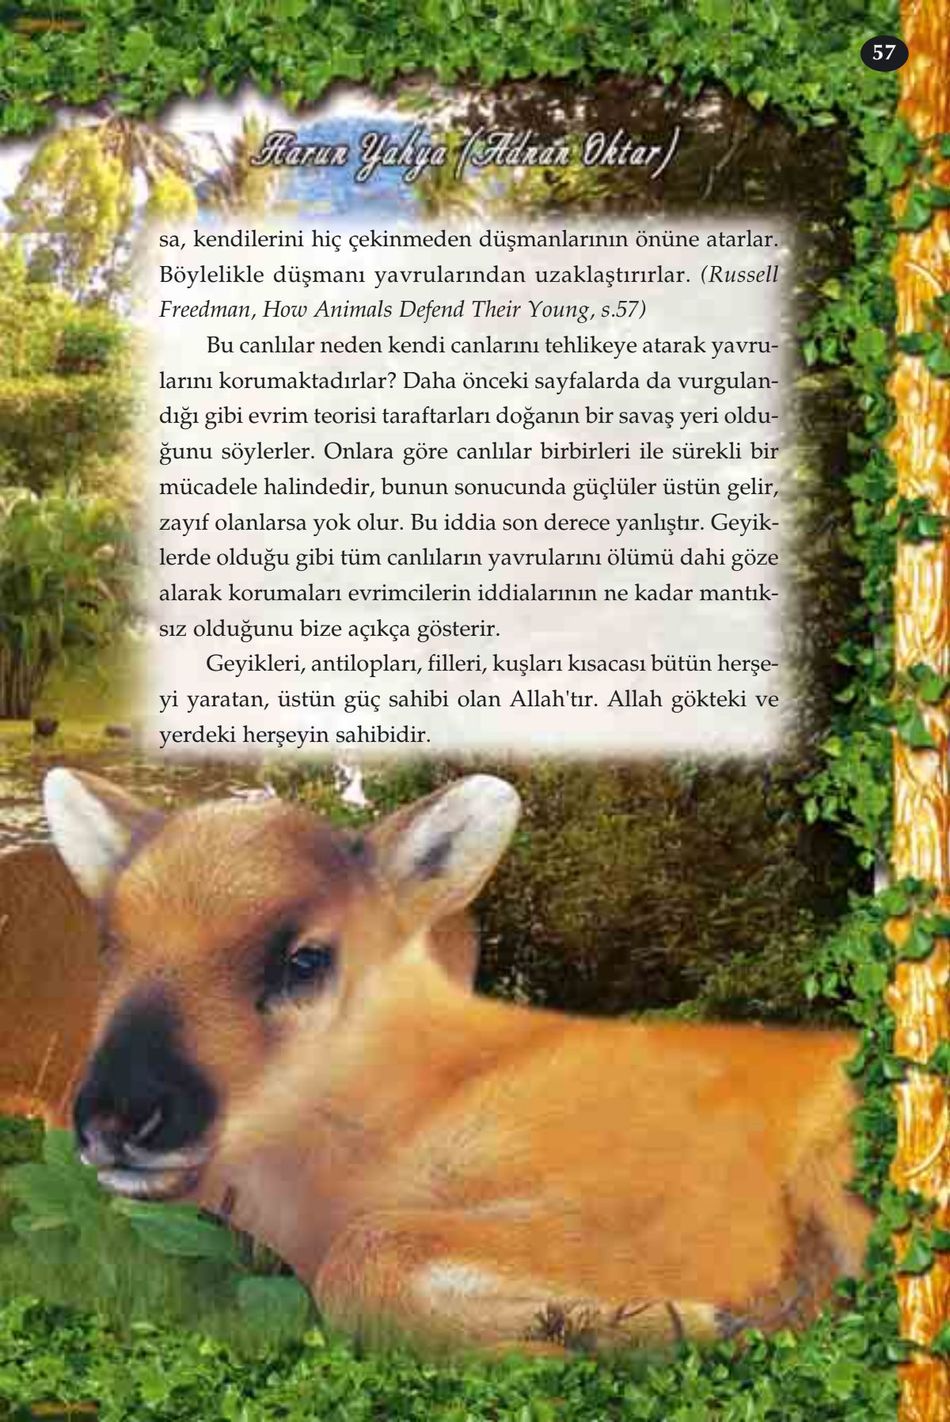 57
Harun Yahya (Adnan Oktar)
sa, kendilerini hiç çekinmeden düşmanlarının önüne atarlar.
Böylelikle düşmanı yavrularından uzaklaştırırlar. (Russell
Freedman, How Animals Defend Their Young, s.57)
Bu canlılar neden kendi canlarını tehlikeye atarak yavru-
larını korumaktadırlar? Daha önceki sayfalarda da vurgulan-
dığı gibi evrim teorisi taraftarları doğanın bir savaş yeri oldu-
ğunu söylerler. Onlara göre canlılar birbirleri ile sürekli bir
mücadele halindedir, bunun sonucunda güçlüler üstün gelir,
zayıf olanlarsa yok olur. Bu iddia son derece yanlıştır. Geyik-
lerde olduğu gibi tüm canlıların yavrularını ölümü dahi göze
alarak korumaları evrimcilerin iddialarının ne kadar mantık-
sız olduğunu bize açıkça gösterir.
Geyikleri, antilopları, filleri, kuşları kısacası bütün herşe-
yi yaratan, üstün güç sahibi olan Allah'tır. Allah gökteki ve
yerdeki herşeyin sahibidir.